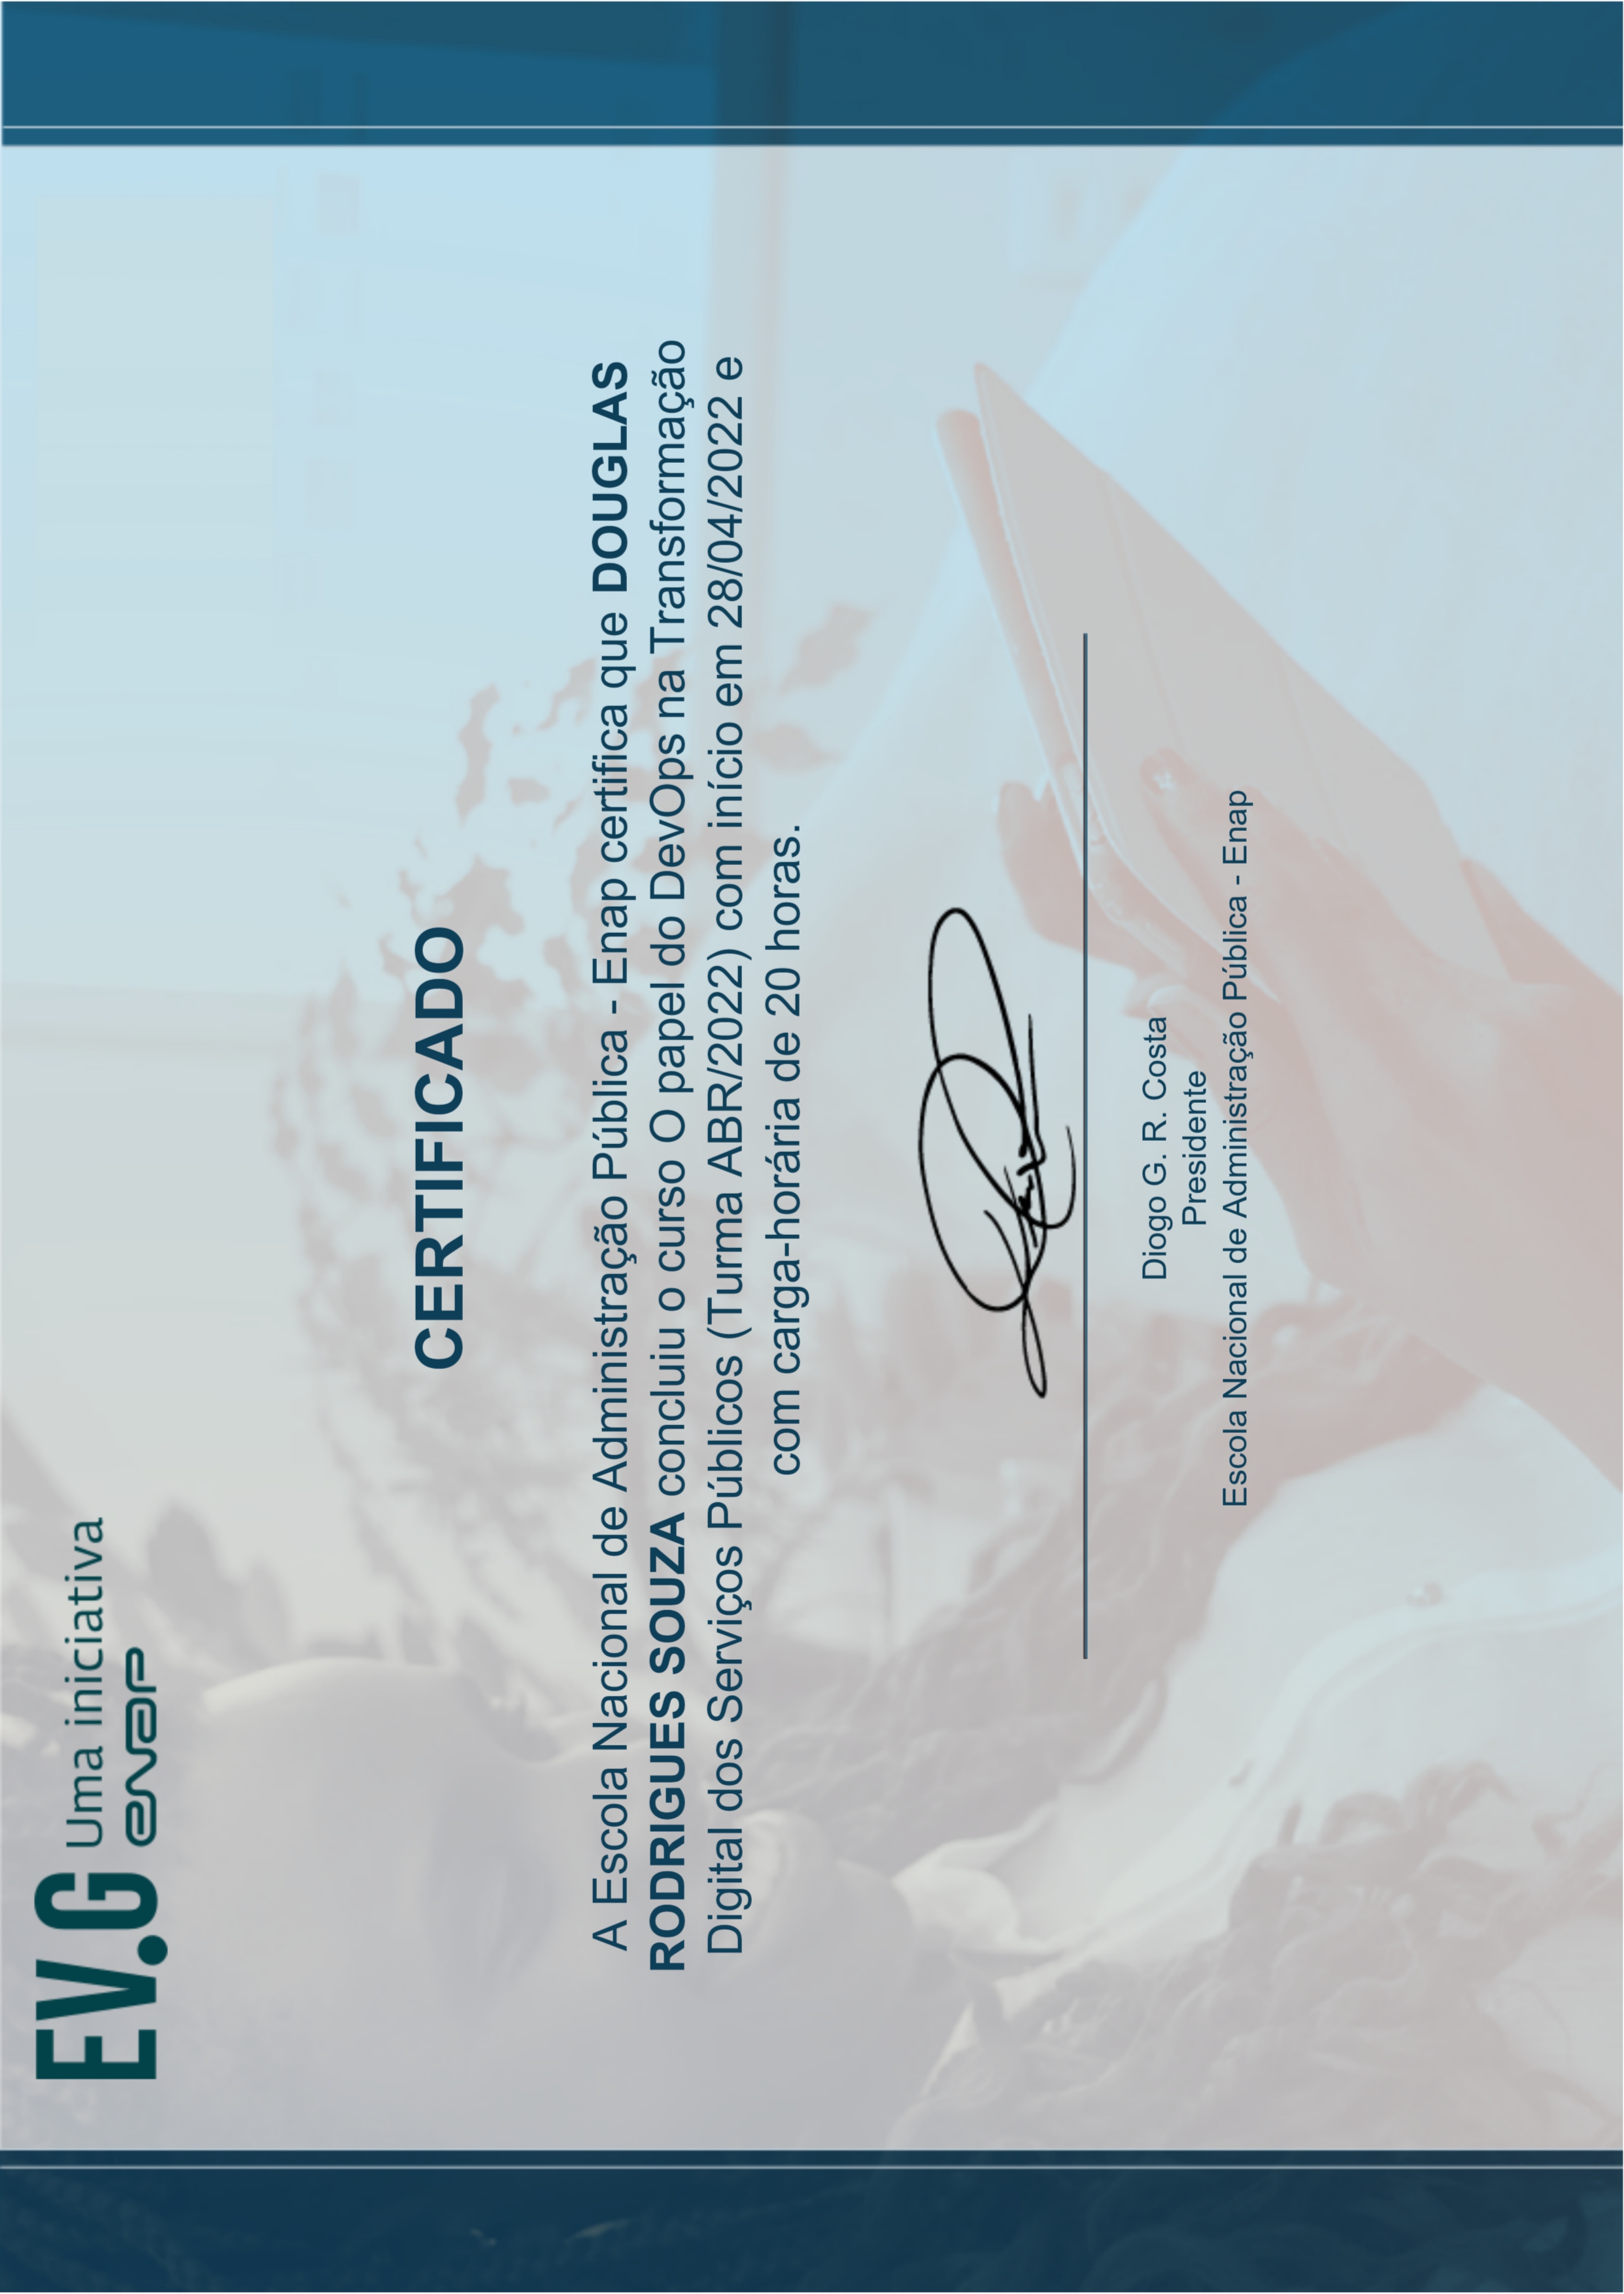 EV.G Uma iniciativa
enap
CERTIFICADO
A Escola Nacional de Administração Pública - Enap certifica que DOUGLAS
RODRIGUES SOUZA concluiu o curso O papel do DevOps na Transformação
Digital dos Serviços Públicos (Turma ABR/2022) com início em 28/04/2022 e
com carga-horária de 20 horas.
Diogo G. R. Costa
Presidente
Escola Nacional de Administração Pública - Enap